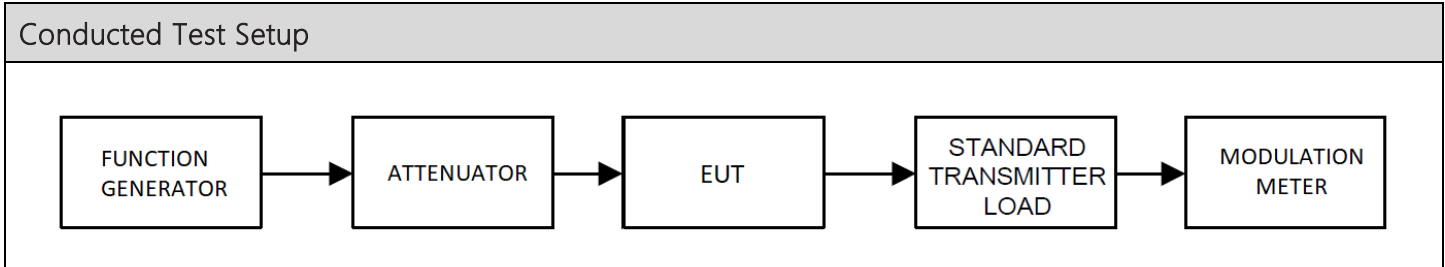 Conducted Test Setup
FUNCTION
GENERATOR
ATTENUATOR
EUT
STANDARD
TRANSMITTER
LOAD
MODULATION
METER